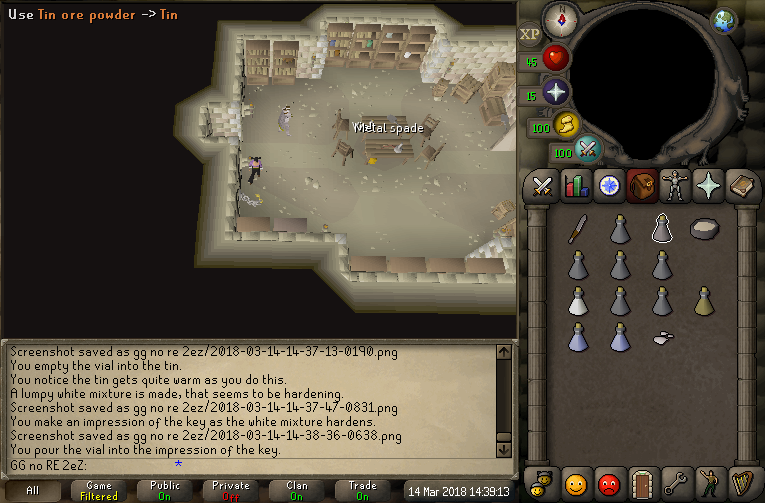 Use Tin ore powder -> Tin
XP
N
45
15
100
100
Metal spade
Screenshot saved as gg no re 2ez/2018-03-14-14-37-13-0190.png
You empty the vial into the tin.
You notice the tin gets quite warm as you do this.
A lumpy white mixture is made, that seems to be hardening.
Screenshot saved as gg no re 2ez/2018-03-14-14-37-47-0831.png
You make an impression of the key as the white mixture hardens.
Screenshot saved as gg no re 2ez/2018-03-14-14-38-36-0638.png
You pour the vial into the impression of the key.
GG no RE 2eZ: *
All
Game
Filtered
Public
On
Private
Off
Clan
On
Trade
On
14 Mar 2018 14:39:13